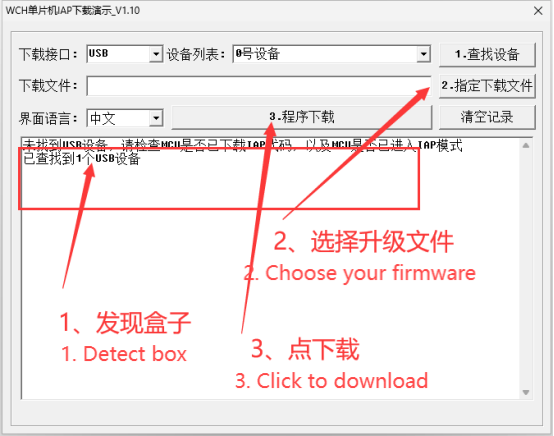 WCH单片机IAP下载演示_V1.10
下载接口: USB 设备列表: 0号设备 1.查找设备
下载文件: 2.指定下载文件
界面语言: 中文 3.程序下载 清空记录
未找到USB设备, 请检查MCU是否已下载IAP代码, 以及MCU是否已进入IAP模式
已查找到1个USB设备
2、选择升级文件
2. Choose your firmware
1、发现盒子
1. Detect box
3、点下载
3. Click to download